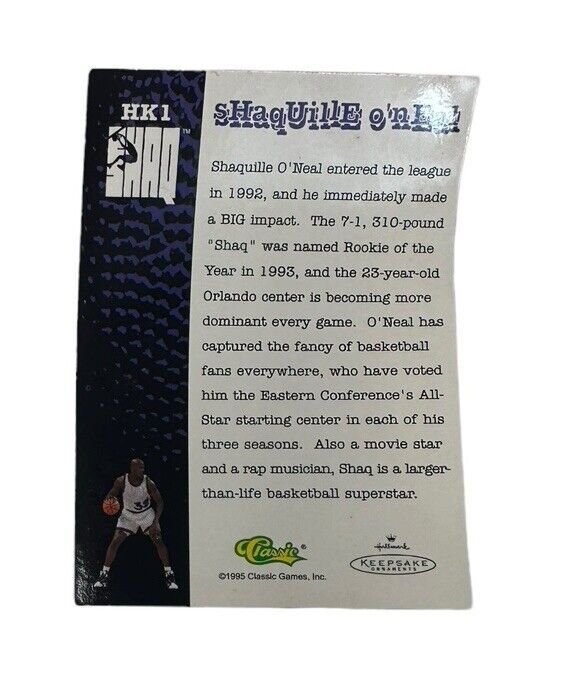 HK1
SHAQ™
sHaqUillE o'nEal
Shaquille O'Neal entered the league
in 1992, and he immediately made
a BIG impact. The 7-1, 310-pound
"Shaq" was named Rookie of the
Year in 1993, and the 23-year-old
Orlando center is becoming more
dominant every game. O'Neal has
captured the fancy of basketball
fans everywhere, who have voted
him the Eastern Conference's All-
Star starting center in each of his
three seasons. Also a movie star
and a rap musician, Shaq is a larger-
than-life basketball superstar.
Classic®
©1995 Classic Games, Inc.
Hallmark
KEEPSAKE
ORNAMENTS